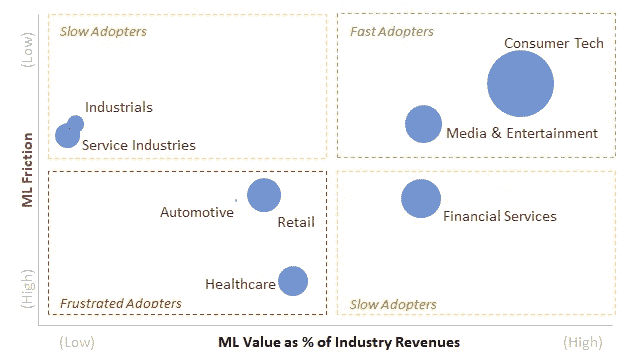 Slow Adopters
Fast Adopters
(Low)
Consumer Tech
Industrials
Service Industries
Media & Entertainment
ML Friction
Automotive
Retail
Financial Services
Healthcare
(High)
Frustrated Adopters
Slow Adopters
(Low)
ML Value as % of Industry Revenues
(High)